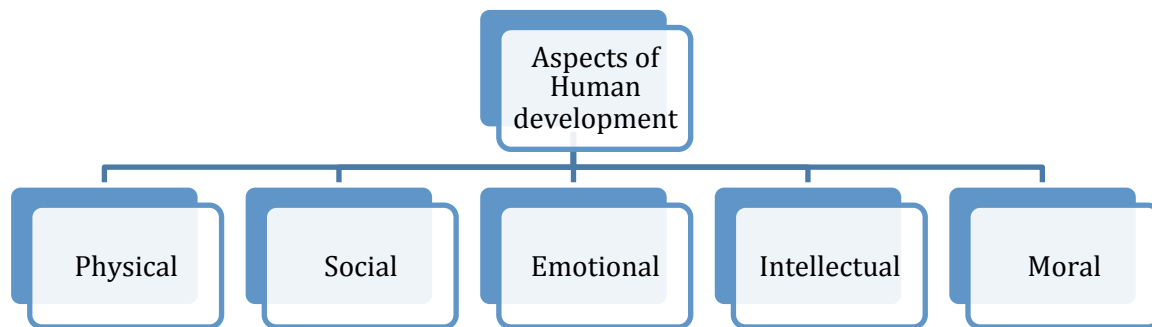 Aspects of
Human
development
Physical
Social
Emotional
Intellectual
Moral